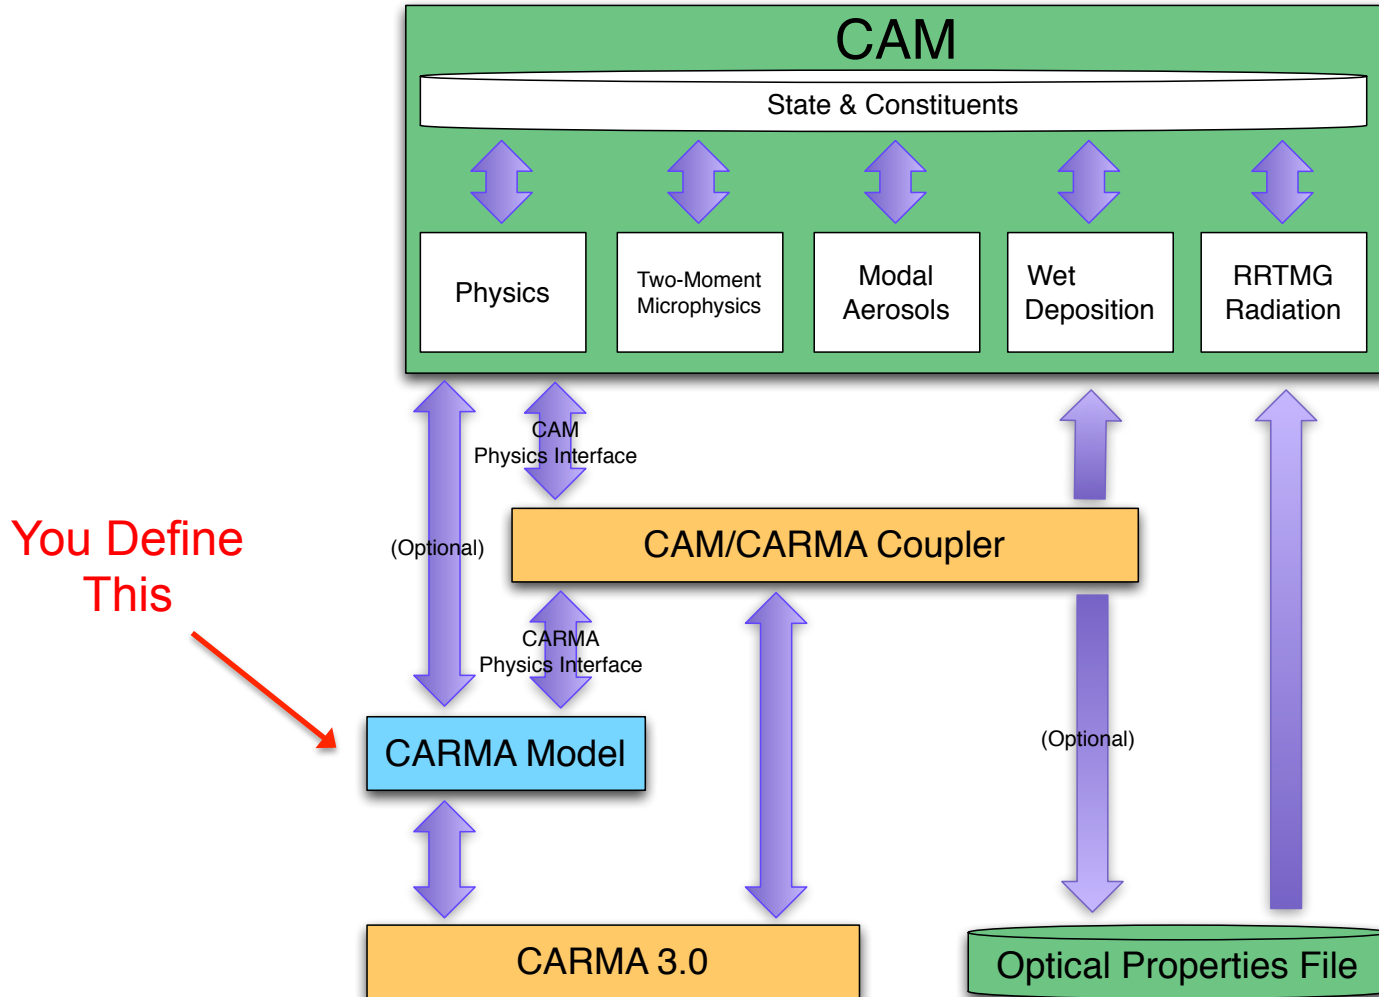 CAM
State & Constituents
Physics
Two-Moment
Microphysics
Modal
Aerosols
Wet
Deposition
RRTMG
Radiation
CAM
Physics Interface
You Define
This
(Optional)
CAM/CARMA Coupler
CARMA
Physics Interface
CARMA Model
(Optional)
CARMA 3.0
Optical Properties File